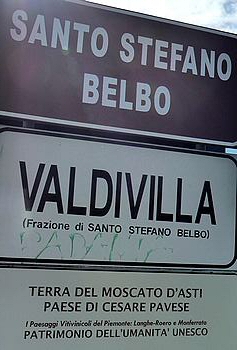 SANTO STEFANO
BELBO
VALDIVILLA
(Frazione di SANTO STEFANO BELBO)
TERRA DEL MOSCATO D'ASTI
PAESE DI CESARE PAVESE
I Paesaggi Vitivinicoli del Piemonte: Langhe-Roero e Monferrato
PATRIMONIO DELL'UMANITA' UNESCO